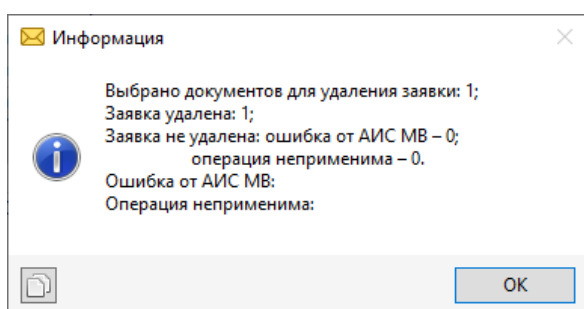 Информация
Выбрано документов для удаления заявки: 1;
Заявка удалена: 1;
Заявка не удалена: ошибка от АИС МВ – 0;
операция неприменима – 0.
Ошибка от АИС МВ:
Операция неприменима:
ОК